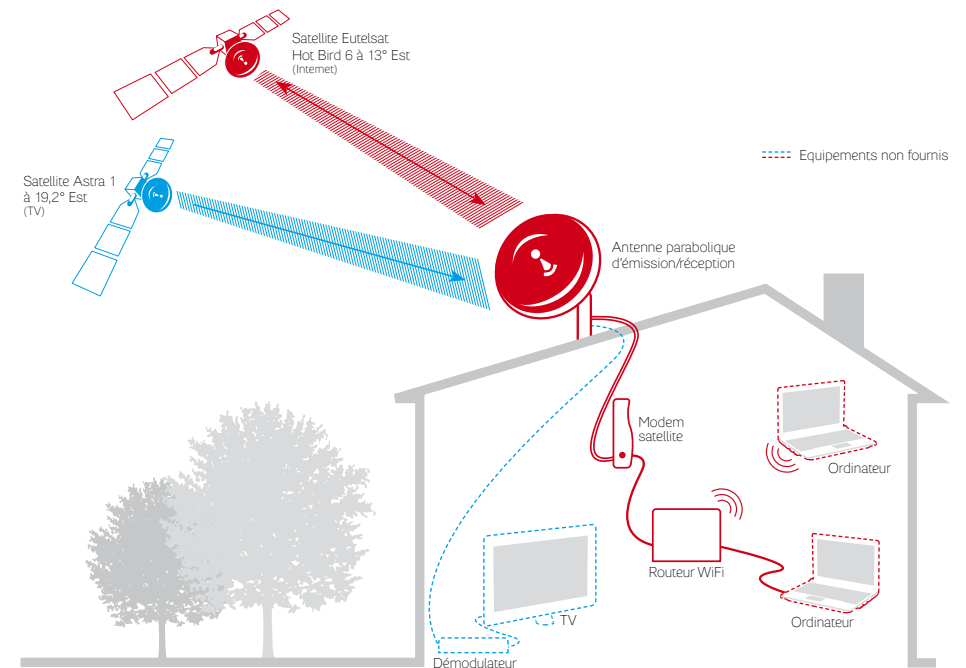 Satellite Eutelsat
Hot Bird 6 à 13° Est
(Internet)
Equipements non fournis
Satellite Astra 1
à 19,2° Est
(TV)
Antenne parabolique
d'émission/réception
Modem
satellite
Ordinateur
Routeur WiFi
TV
Ordinateur
Démodulateur